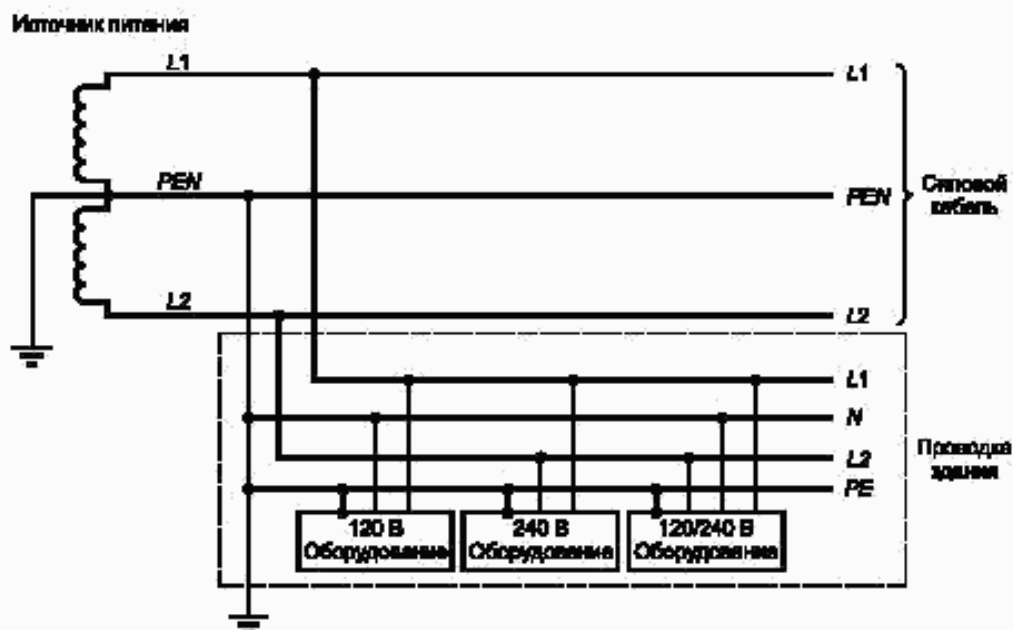 Источник питания
L1
L1
PEN
PEN
Силовой
кабель
L2
L2
L1
N
L2
Проводка
здания
PE
120 В
Оборудование
240 В
Оборудование
120/240 В
Оборудование